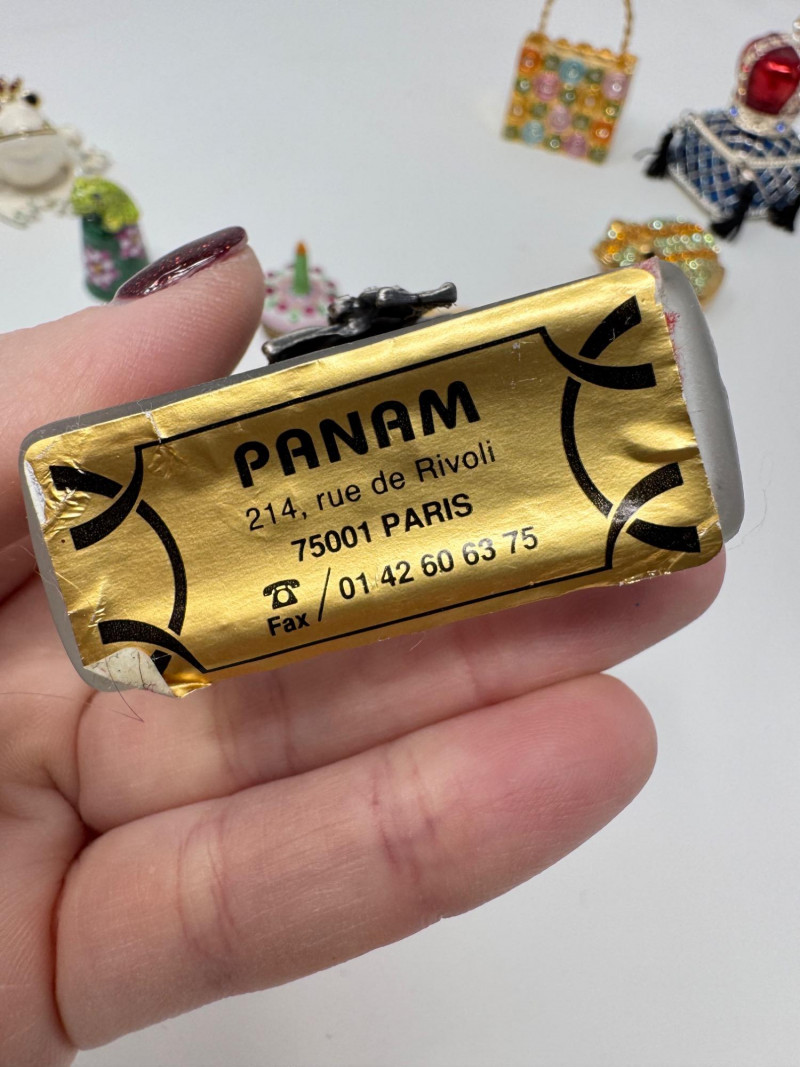 PANAM
214, rue de Rivoli
75001 PARIS
☎ / 01 42 60 63 75
Fax